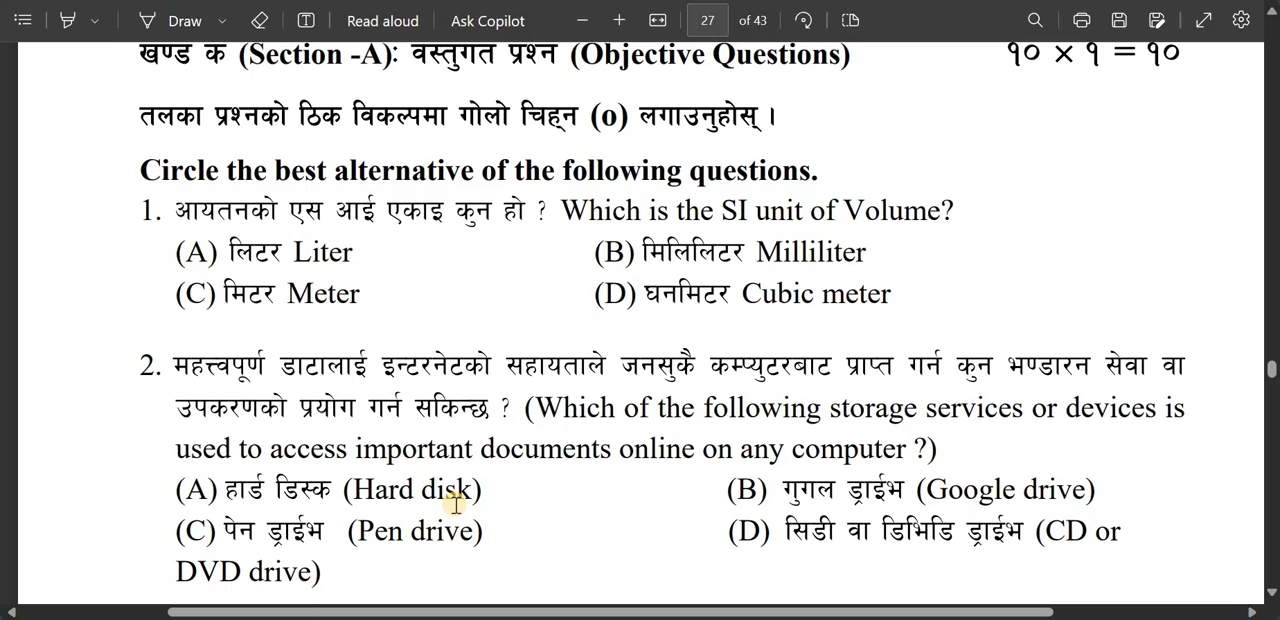 Draw
Read aloud
Ask Copilot
27 of 43
खण्ड क (Section -A): वस्तुगत प्रश्न (Objective Questions) १० × १ = १०
तलका प्रश्नको ठिक विकल्पमा गोलो चिह्न (o) लगाउनुहोस् ।
Circle the best alternative of the following questions.
1. आयतनको एस आई एकाइ कुन हो ? Which is the SI unit of Volume?
(A) लिटर Liter (B) मिलिलिटर Milliliter
(C) मिटर Meter (D) घनमिटर Cubic meter
2. महत्त्वपूर्ण डाटालाई इन्टरनेटको सहायताले जनसुकै कम्प्युटरबाट प्राप्त गर्न कुन भण्डारन सेवा वा
उपकरणको प्रयोग गर्न सकिन्छ ? (Which of the following storage services or devices is
used to access important documents online on any computer ?)
(A) हार्ड डिस्क (Hard disk) (B) गुगल ड्राईभ (Google drive)
(C) पेन ड्राईभ (Pen drive) (D) सिडी वा डिभिडि ड्राईभ (CD or
DVD drive)